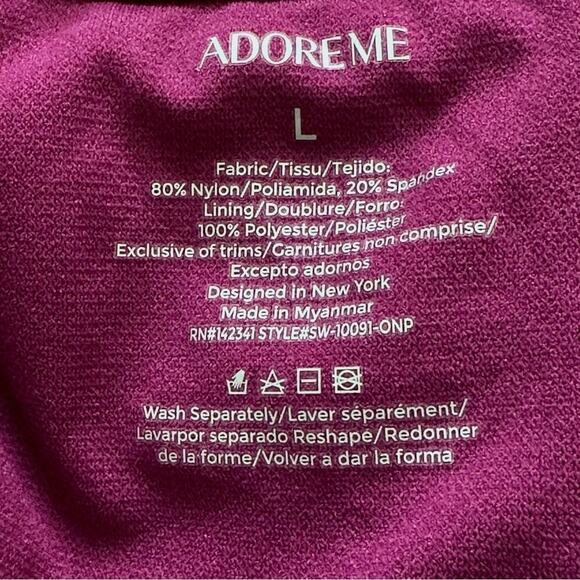 ADORE ME
L
Fabric/Tissu/Tejido:
80% Nylon/Poliamida, 20% Spandex
Lining/Doublure/Forro:
100% Polyester/Poliéster
Exclusive of trims/Garnitures non comprise/
Excepto adornos
Designed in New York
Made in Myanmar
RN#142341 STYLE#SW-10091-ONP
Wash Separately/Laver séparément/
Lavarpor separado Reshape/Redonner
de la forme/Volver a dar la forma